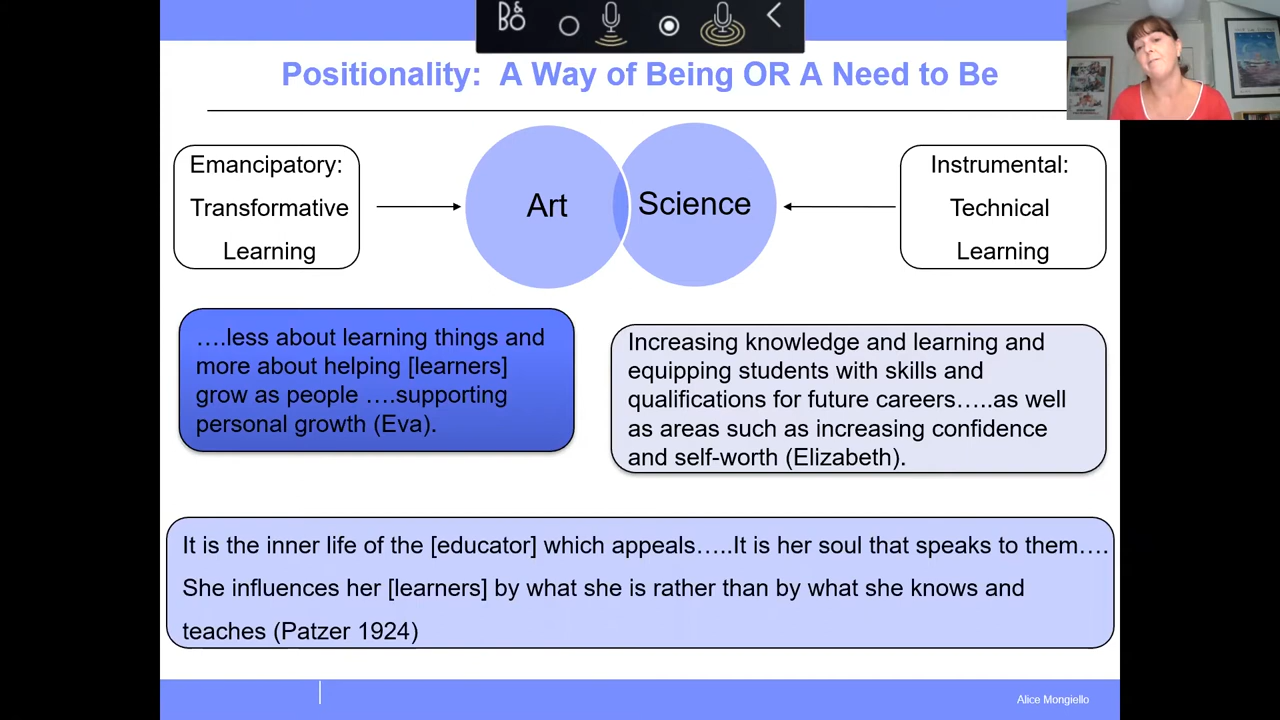 B&O
Positionality:  A Way of Being OR A Need to Be
Emancipatory:
Transformative
Learning
Art
Science
Instrumental:
Technical
Learning
….less about learning things and
more about helping [learners]
grow as people ….supporting
personal growth (Eva).
Increasing knowledge and learning and
equipping students with skills and
qualifications for future careers…..as well
as areas such as increasing confidence
and self-worth (Elizabeth).
It is the inner life of the [educator] which appeals…..It is her soul that speaks to them….
She influences her [learners] by what she is rather than by what she knows and
teaches (Patzer 1924)
Alice Mongiello